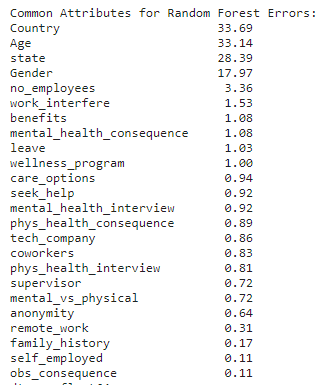 Common Attributes for Random Forest Errors:
Country 33.69
Age 33.14
state 28.39
Gender 17.97
no_employees 3.36
work_interfere 1.53
benefits 1.08
mental_health_consequence 1.08
leave 1.03
wellness_program 1.00
care_options 0.94
seek_help 0.92
mental_health_interview 0.92
phys_health_consequence 0.89
tech_company 0.86
coworkers 0.83
phys_health_interview 0.81
supervisor 0.72
mental_vs_physical 0.72
anonymity 0.64
remote_work 0.31
family_history 0.17
self_employed 0.11
obs_consequence 0.11